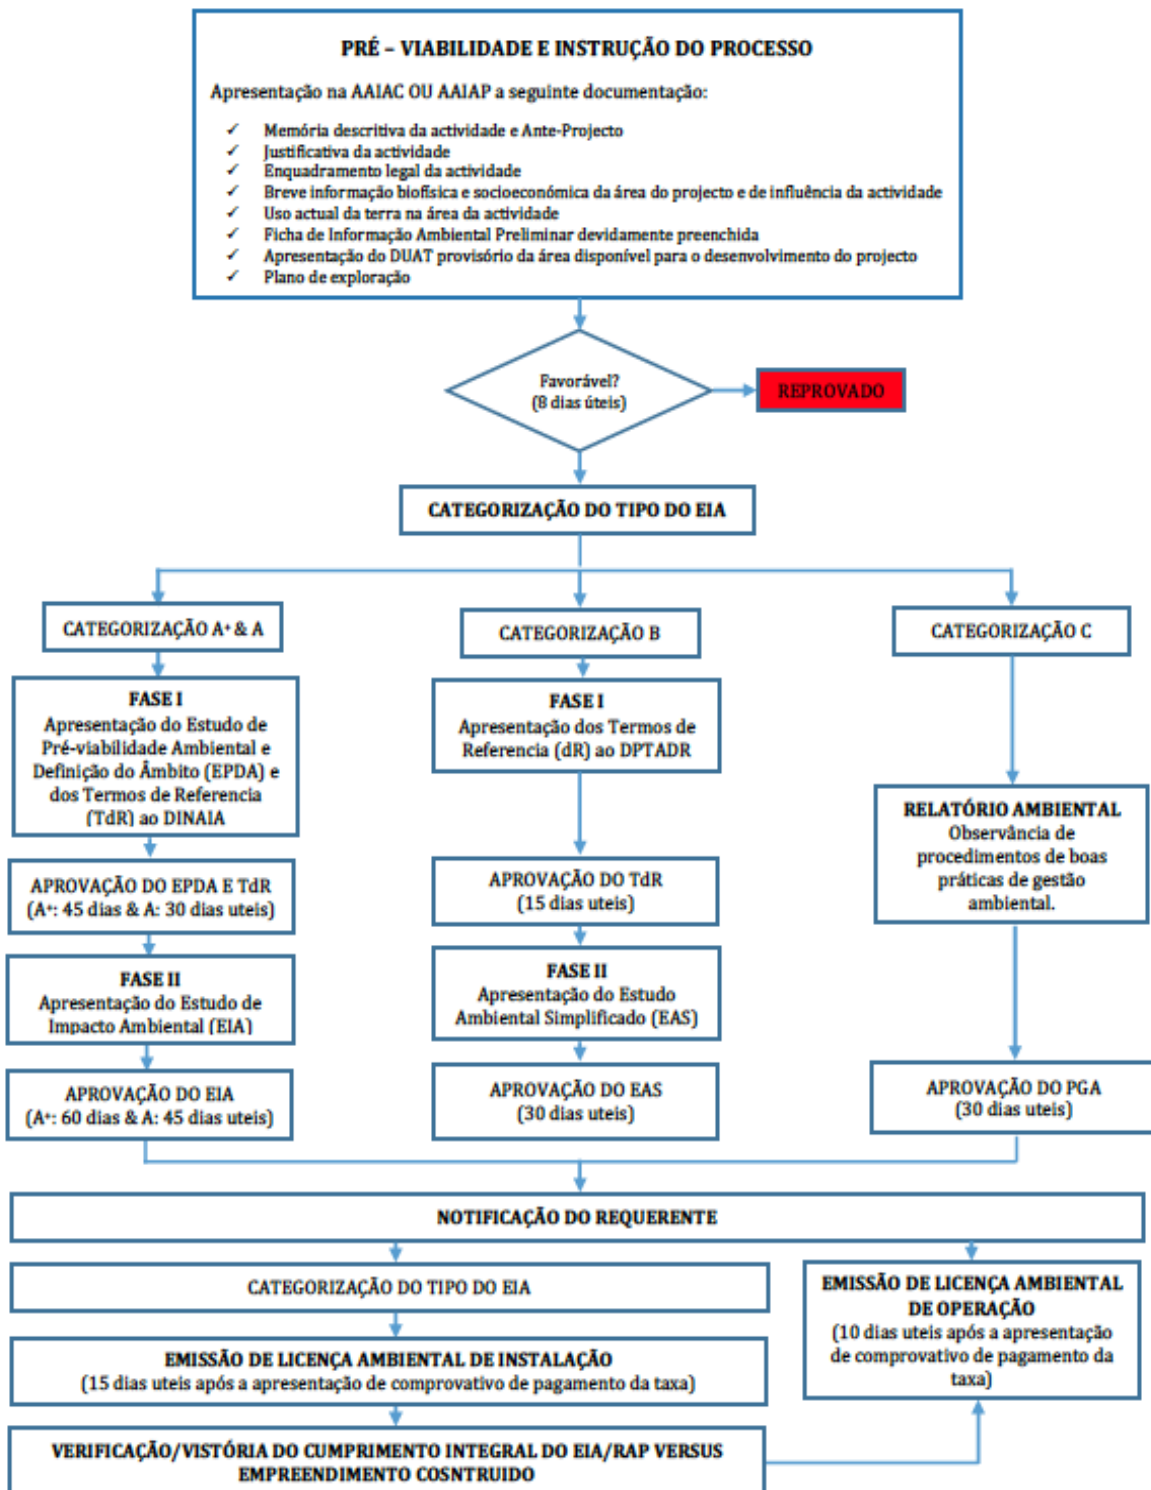 PRÉ – VIABILIDADE E INSTRUÇÃO DO PROCESSO
Apresentação na AAIAC OU AAIAP a seguinte documentação:
✓ Memória descritiva da actividade e Ante-Projecto
✓ Justificativa da actividade
✓ Enquadramento legal da actividade
✓ Breve informação biofísica e socioeconómica da área do projecto e de influência da actividade
✓ Uso actual da terra na área da actividade
✓ Ficha de Informação Ambiental Preliminar devidamente preenchida
✓ Apresentação do DUAT provisório da área disponível para o desenvolvimento do projecto
✓ Plano de exploração
Favorável?
(8 dias úteis)
REPROVADO
CATEGORIZAÇÃO DO TIPO DO EIA
CATEGORIZAÇÃO A⁺ & A
FASE I
Apresentação do Estudo de
Pré-viabilidade Ambiental e
Definição do Âmbito (EPDA) e
dos Termos de Referencia
(TdR) ao DINAIA
APROVAÇÃO DO EPDA E TdR
(A⁺: 45 dias & A: 30 dias uteis)
FASE II
Apresentação do Estudo de
Impacto Ambiental (EIA)
APROVAÇÃO DO EIA
(A⁺: 60 dias & A: 45 dias uteis)
CATEGORIZAÇÃO B
FASE I
Apresentação dos Termos de
Referencia (dR) ao DPTADR
APROVAÇÃO DO TdR
(15 dias uteis)
FASE II
Apresentação do Estudo
Ambiental Simplificado (EAS)
APROVAÇÃO DO EAS
(30 dias uteis)
CATEGORIZAÇÃO C
RELATÓRIO AMBIENTAL
Observância de
procedimentos de boas
práticas de gestão
ambiental.
APROVAÇÃO DO PGA
(30 dias uteis)
NOTIFICAÇÃO DO REQUERENTE
CATEGORIZAÇÃO DO TIPO DO EIA
EMISSÃO DE LICENÇA AMBIENTAL DE INSTALAÇÃO
(15 dias uteis após a apresentação de comprovativo de pagamento da taxa)
VERIFICAÇÃO/VISTÓRIA DO CUMPRIMENTO INTEGRAL DO EIA/RAP VERSUS
EMPREENDIMENTO COSNTRUIDO
EMISSÃO DE LICENÇA AMBIENTAL
DE OPERAÇÃO
(10 dias uteis após a apresentação
de comprovativo de pagamento da
taxa)